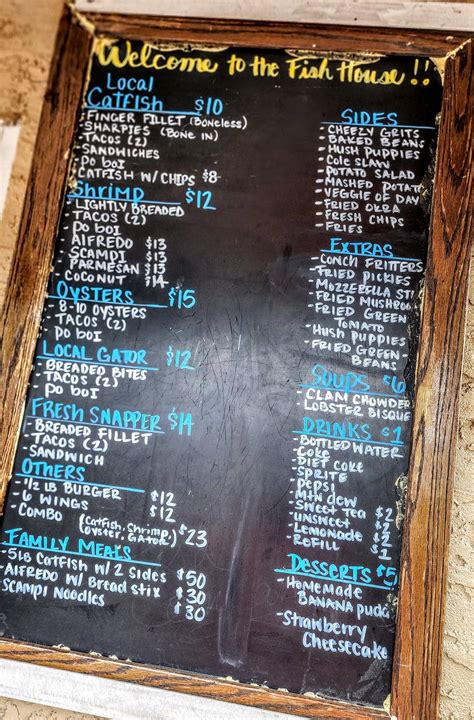 Welcome to the Fish House!!
Local
Catfish $10
- Finger Fillet (Boneless)
- Sharpies (Bone in)
- Tacos (2)
- Sandwiches
- Po boi
- Catfish w/ chips $8-
Shrimp $12
- Lightly Breaded
- Tacos (2)
- Po boi
- Alfredo $13
- Scampi $13
- Parmesan $13
- Coconut $14
Oysters $15
- 8-10 Oysters
- Tacos (2)
- Po boi
Local Gator $12
- Breaded Bites
- Tacos (2)
- Po boi
Fresh Snapper $14
- Breaded Fillet
- Tacos (2)
- Sandwich
Others
- 1/2 lb Burger $12
- 6 Wings $12
- Combo (Catfish, Shrimp, Oyster, Gator) $23
Family Meals
- 5lb Catfish w/ 2 Sides $50
- Alfredo w/ Bread stix $30
Scampi Noodles $30
Sides
- Cheezy Grits
- Baked Beans
- Hush Puppies
- Cole Slaw
- Potato Salad
- Mashed Potat
- Veggie of Day
- Fried Okra
- Fresh Chips
- Fries
Extras
- Conch Fritters
- Fried Pickies
- Mozzerella Sti
- Fried Mushroo
- Fried Green
Tomato
- Hush Puppies
- Fried Green
Beans
Soups $6
- Clam Chowder
- Lobster Bisque
Drinks $1
- Bottled Water
- Coke
- Diet Coke
- Sprite
- Pepsi
- Mtn dew
- Sweet Tea $2
- Unsweet $2
- Lemonade $2
- Refill $1
Desserts $5
- Homemade
Banana pudd
- Strawberry
Cheesecake